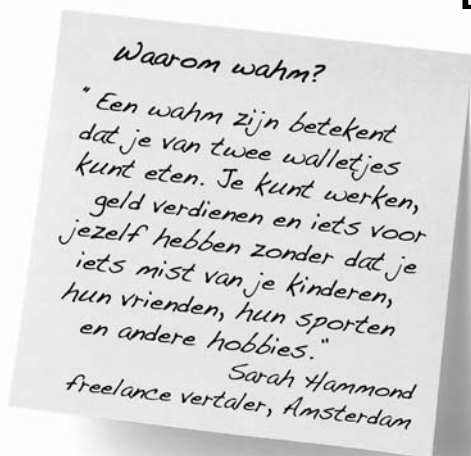 Waarom wahm?
"Een wahm zijn betekent
dat je van twee walletjes
kunt eten. Je kunt werken,
geld verdienen en iets voor
jezelf hebben zonder dat je
iets mist van je kinderen,
hun vrienden, hun sporten
en andere hobbies."
Sarah Hammond
freelance vertaler, Amsterdam